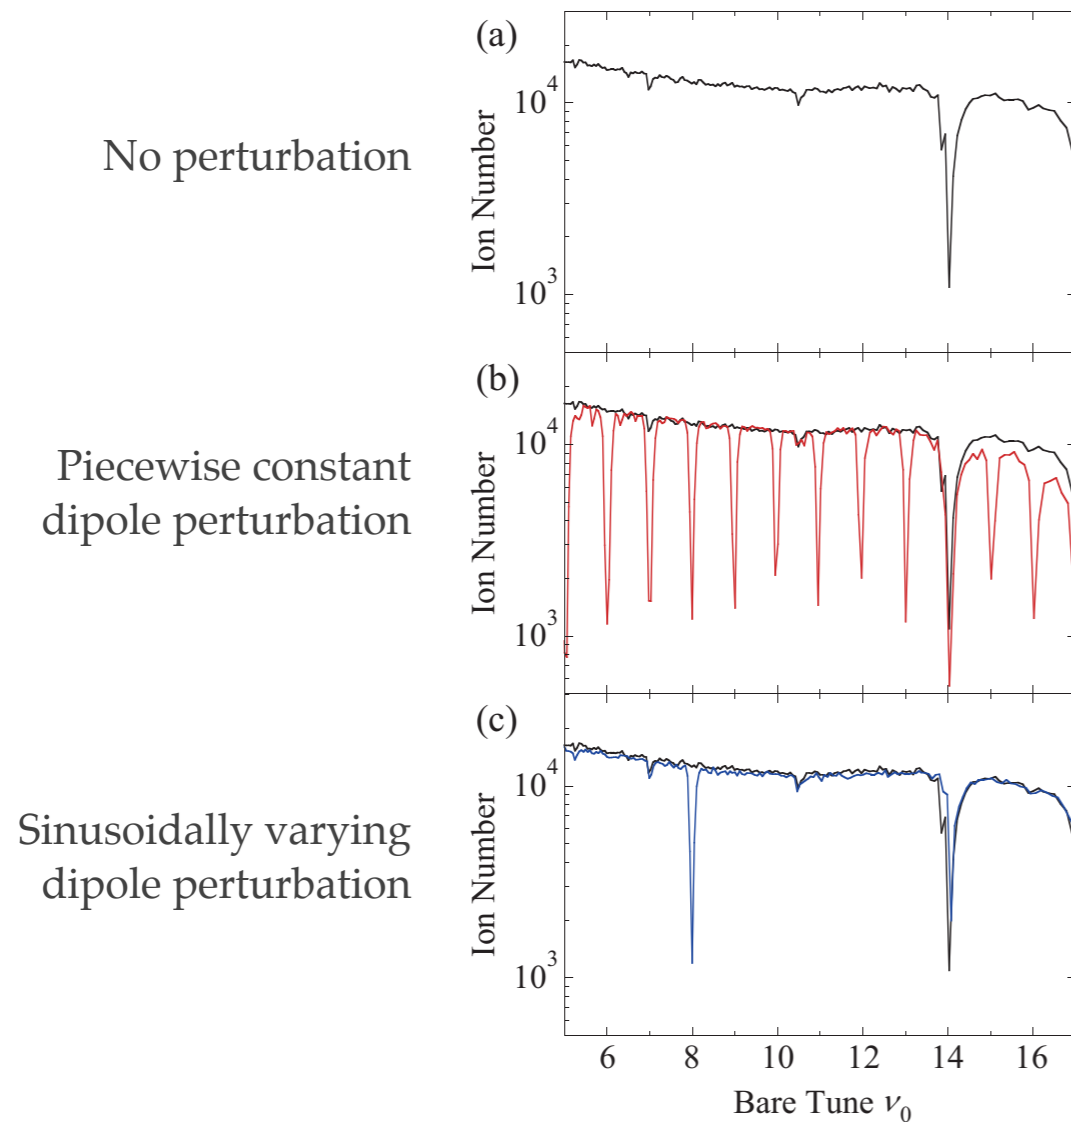 (a)
No perturbation
Ion Number
10^4
10^3
(b)
Piecewise constant
dipole perturbation
Ion Number
10^4
10^3
(c)
Sinusoidally varying
dipole perturbation
Ion Number
10^4
10^3
6 8 10 12 14 16
Bare Tune ν₀